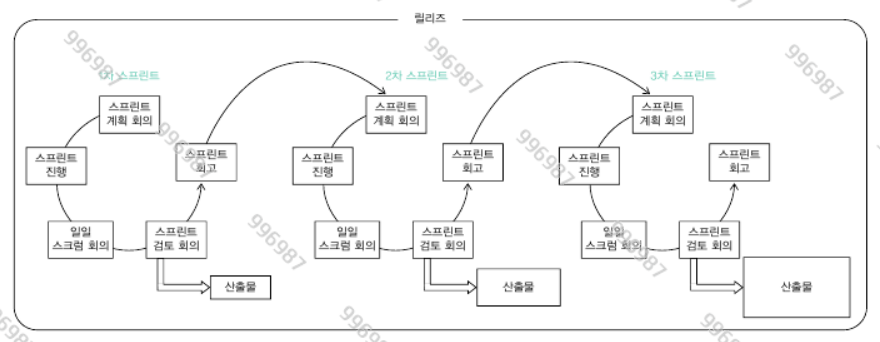 릴리즈
1차 스프린트
스프린트
계획 회의
스프린트
진행
일일
스크럼 회의
스프린트
검토 회의
스프린트
회고
산출물
2차 스프린트
스프린트
계획 회의
스프린트
진행
일일
스크럼 회의
스프린트
검토 회의
스프린트
회고
산출물
3차 스프린트
스프린트
계획 회의
스프린트
진행
일일
스크럼 회의
스프린트
검토 회의
스프린트
회고
산출물
996987
996987
996987
996987
996987
996987
996987